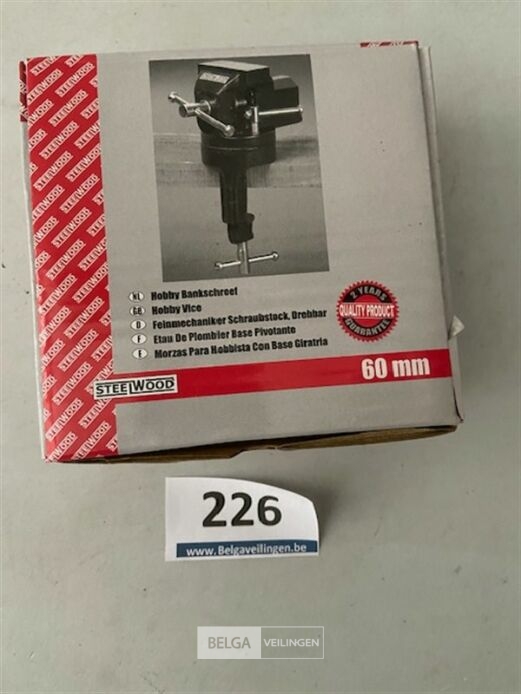 STEELWOOD
NL Hobby Bankschroef
GB Hobby Vice
D Feinmechaniker Schraubstock, Drehbar
F Etau De Plombier Base Pivotante
E Morzas Para Hobbista Con Base Giratria
2 YEARS
QUALITY PRODUCT
GUARANTEE
STEELWOOD
60 mm
226
www.Belgaveilingen.be
BELGA VEILINGEN